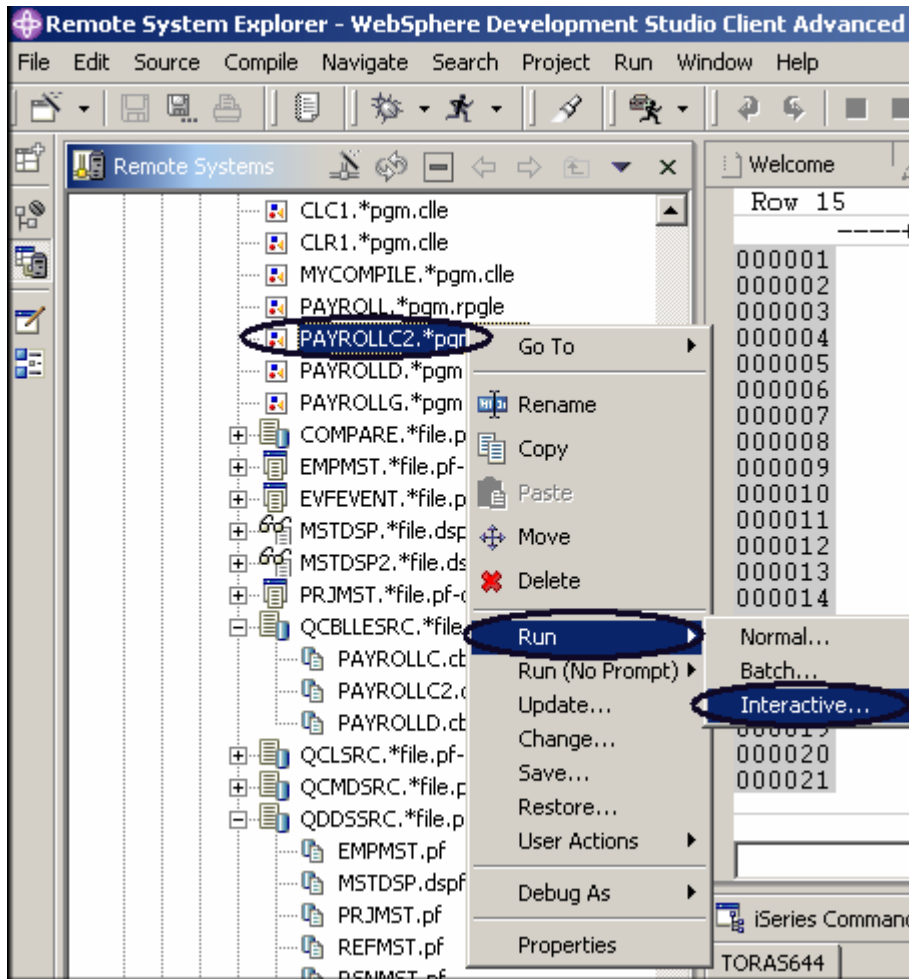 Remote System Explorer - WebSphere Development Studio Client Advanced
File Edit Source Compile Navigate Search Project Run Window Help
Remote Systems
CLC1.*pgm.clle
CLR1.*pgm.clle
MYCOMPILE.*pgm.clle
PAYROLL.*pgm.rpgle
PAYROLLC2.*pgm
PAYROLLD.*pgm
PAYROLLG.*pgm
COMPARE.*file.p
EMPMST.*file.pf-
EVFEVENT.*file.p
MSTDSP.*file.dsp
MSTDSP2.*file.ds
PRJMST.*file.pf-d
QCBLLESRC.*file
PAYROLLC.cb
PAYROLLC2.c
PAYROLLD.cb
QCLSRC.*file.pf-
QCMDSRC.*file.p
QDDSSRC.*file.p
EMPMST.pf
MSTDSP.dspf
PRJMST.pf
REFMST.pf
Go To
Rename
Copy
Paste
Move
Delete
Run
Run (No Prompt)
Update...
Change...
Save...
Restore...
User Actions
Debug As
Properties
Normal...
Batch...
Interactive...
Welcome
Row 15
----+
000001
000002
000003
000004
000005
000006
000007
000008
000009
000010
000011
000012
000013
000014
000020
000021
iSeries Comman
TORAS644